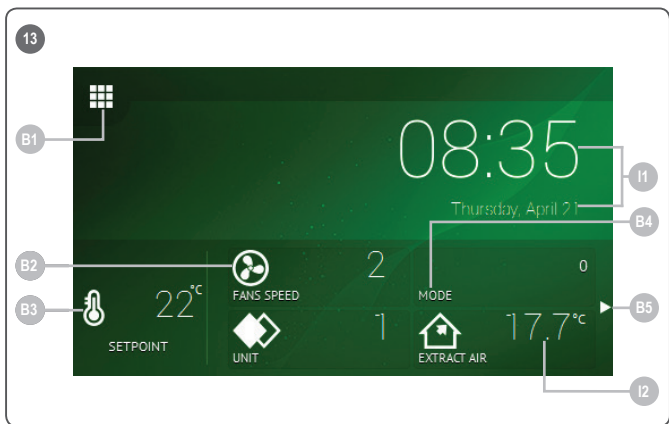 13
B1
08:35
I1
Thursday, April 21
B4
B2
2
0
FANS SPEED
MODE
B3
22°C
B5
SETPOINT
1
17.7°C
UNIT
EXTRACT AIR
I2